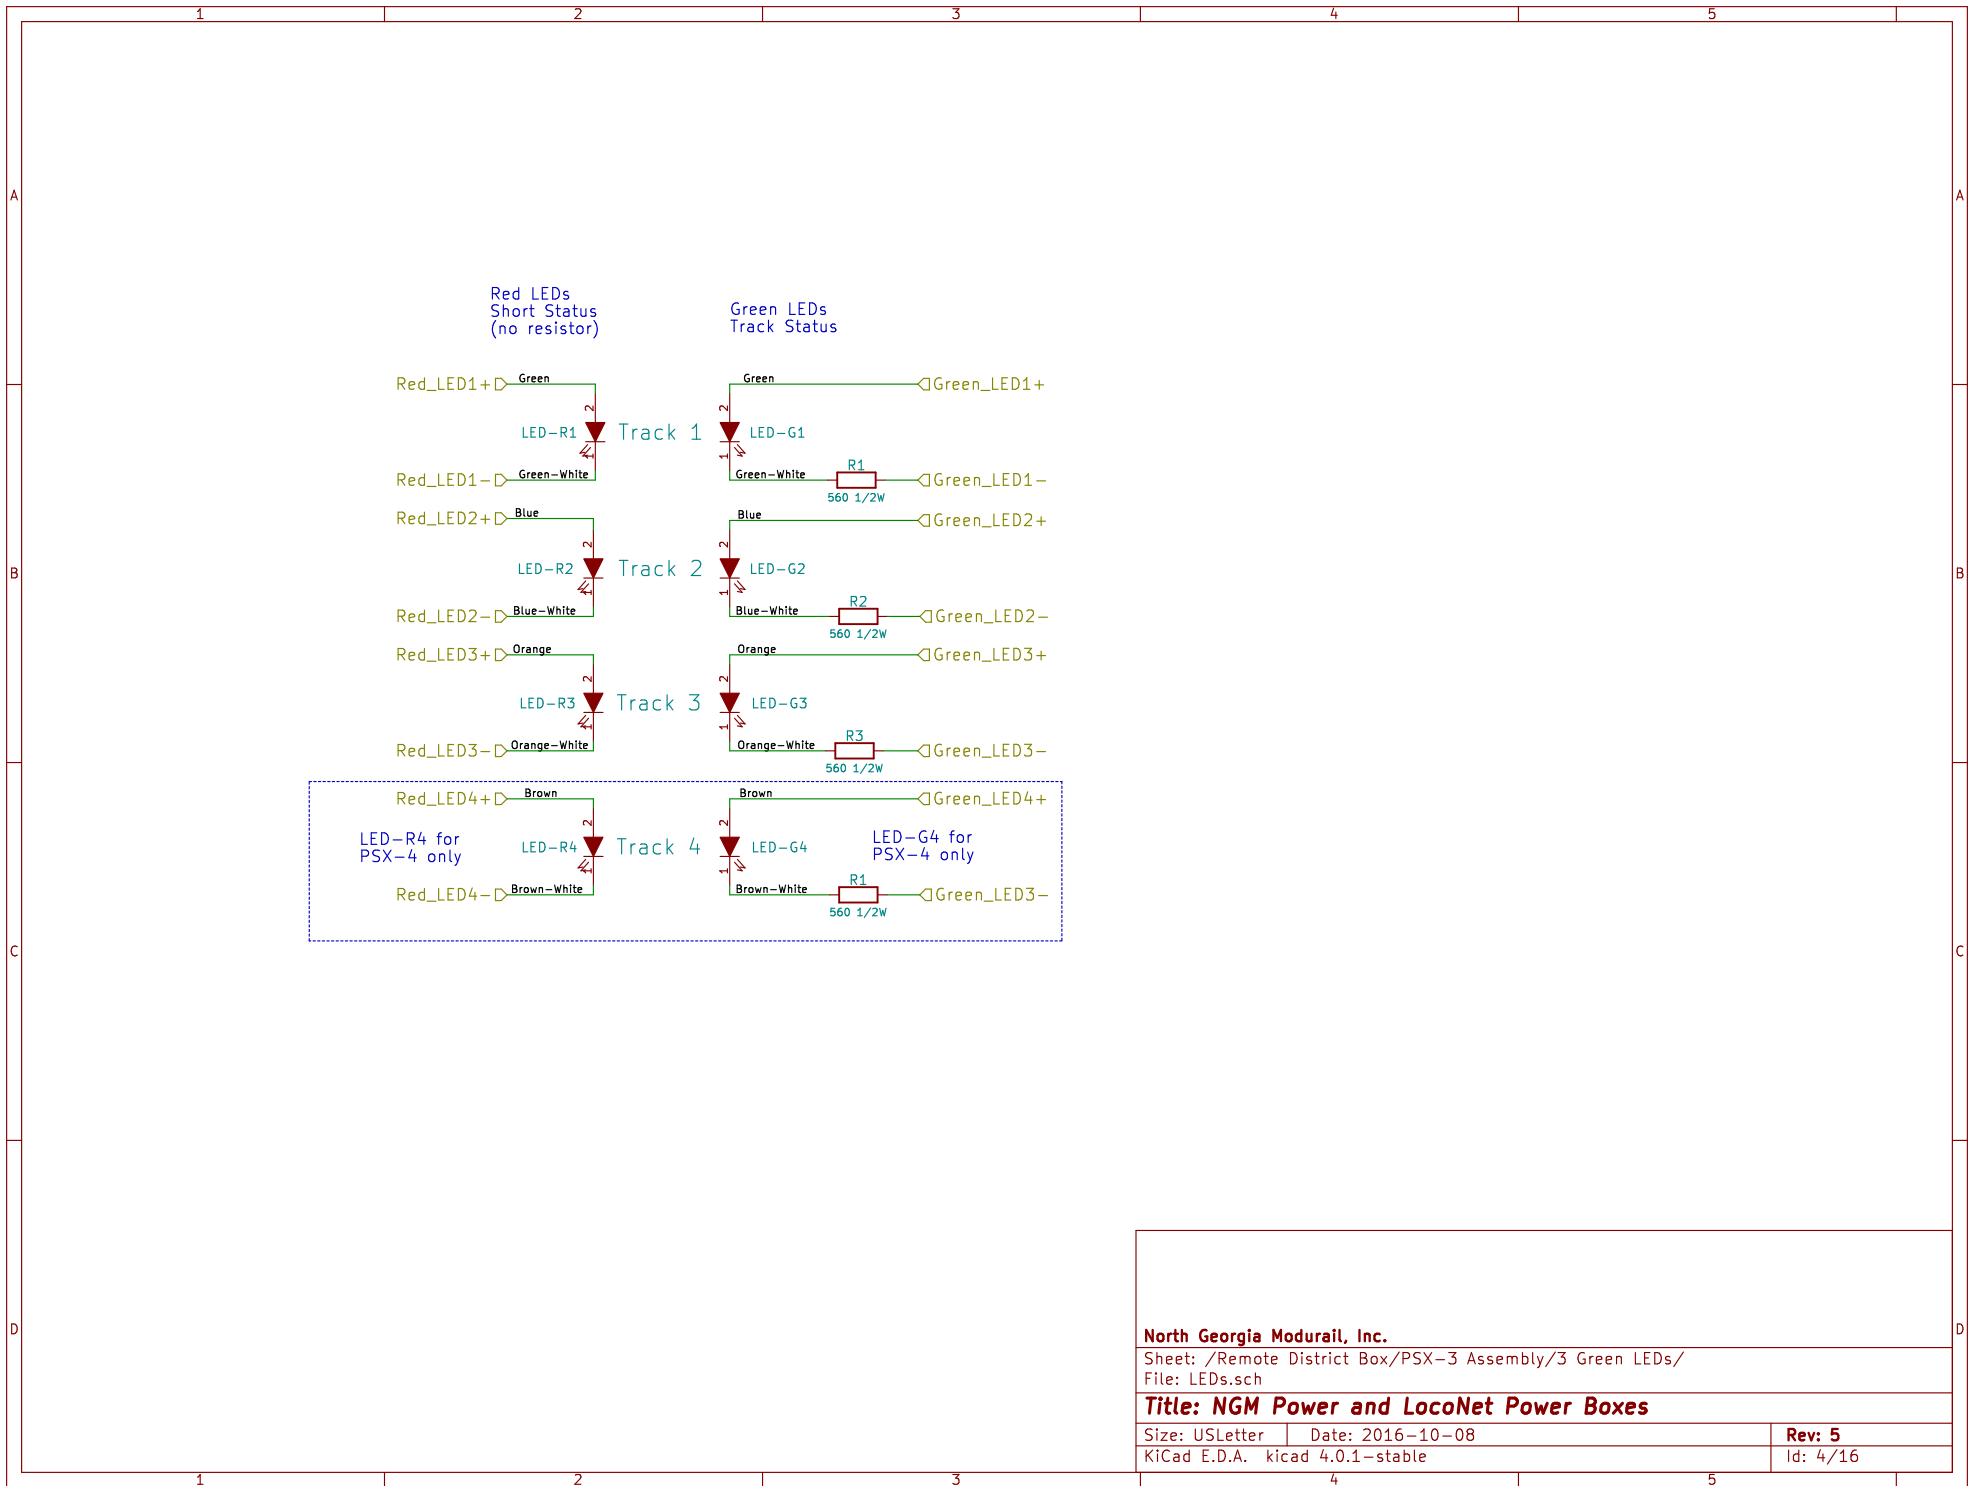 1 2 3 4 5
A A
Red LEDs
Short Status
(no resistor)
Green LEDs
Track Status
Red_LED1+ Green Green Green_LED1+
2 2
LED-R1 Track 1 LED-G1
1 1
Red_LED1- Green-White Green-White R1 Green_LED1-
560 1/2W
Red_LED2+ Blue Blue Green_LED2+
2 2
B LED-R2 Track 2 LED-G2 B
1 1
Red_LED2- Blue-White Blue-White R2 Green_LED2-
560 1/2W
Red_LED3+ Orange Orange Green_LED3+
2 2
LED-R3 Track 3 LED-G3
1 1
Red_LED3- Orange-White Orange-White R3 Green_LED3-
560 1/2W
Red_LED4+ Brown Brown Green_LED4+
2 2
LED-R4 for
PSX-4 only
LED-R4 Track 4 LED-G4
LED-G4 for
PSX-4 only
1 1
Red_LED4- Brown-White Brown-White R1 Green_LED3-
560 1/2W
C C
D D
North Georgia Modurail, Inc.
Sheet: /Remote District Box/PSX-3 Assembly/3 Green LEDs/
File: LEDs.sch
Title: NGM Power and LocoNet Power Boxes
Size: USLetter Date: 2016-10-08 Rev: 5
KiCad E.D.A. kicad 4.0.1-stable Id: 4/16
1 2 3 4 5